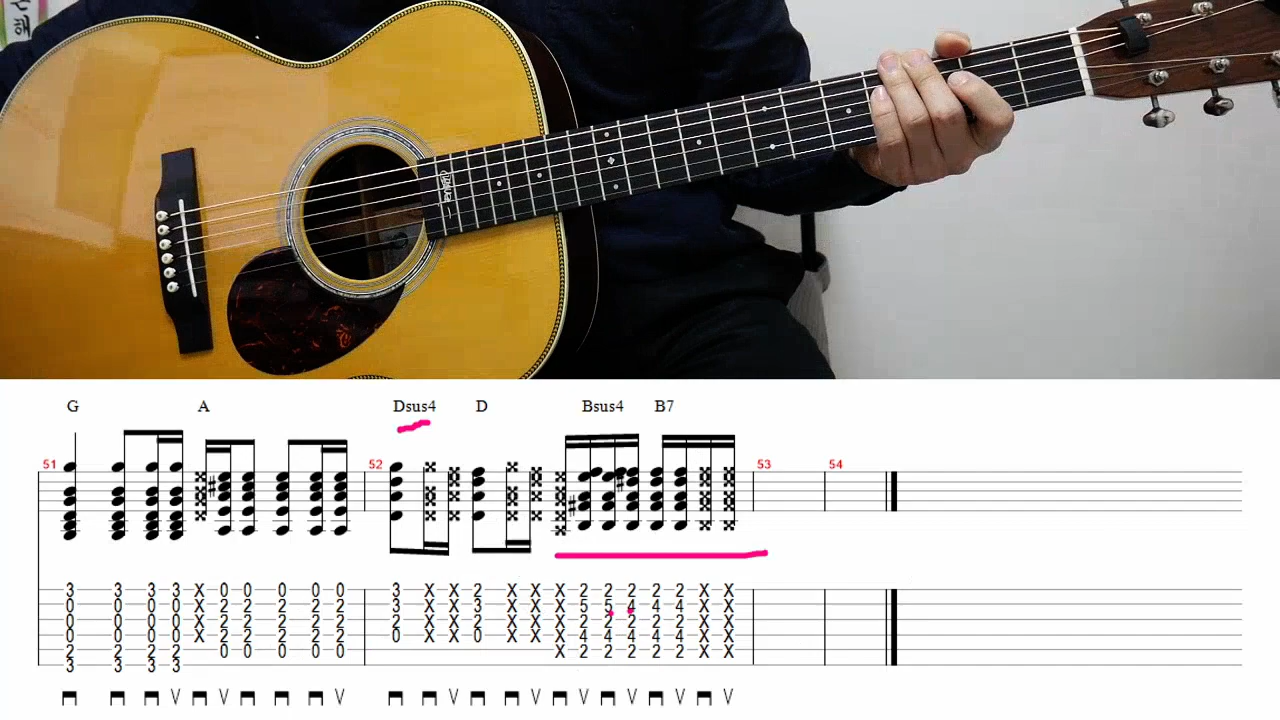 해
G A Dsus4 D Bsus4 B7
51 52 53 54
3 0 0 0 2 3
3 0 0 0 2 3
3 0 0 0 2 3
3 0 0 0 2 3
X X X X
0 2 2 2 0
0 2 2 2 0
0 2 2 2 0
0 2 2 2 0
0 2 2 2 0
3 3 2 0
X X X X
X X X X
2 3 2 0
X X X X
X X X X
X X X X X
2 5 2 4 2
2 5 2 4 2
2 4 2 4 2
2 4 2 4 2
2 4 2 4 2
X X X X X
X X X X X
V V V V V V V V V